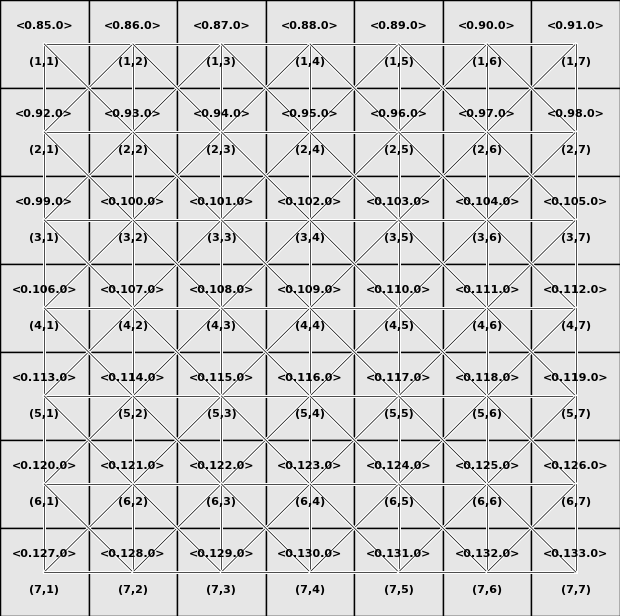 <0.85.0> <0.86.0> <0.87.0> <0.88.0> <0.89.0> <0.90.0> <0.91.0>
(1,1) (1,2) (1,3) (1,4) (1,5) (1,6) (1,7)
<0.92.0> <0.93.0> <0.94.0> <0.95.0> <0.96.0> <0.97.0> <0.98.0>
(2,1) (2,2) (2,3) (2,4) (2,5) (2,6) (2,7)
<0.99.0> <0.100.0> <0.101.0> <0.102.0> <0.103.0> <0.104.0> <0.105.0>
(3,1) (3,2) (3,3) (3,4) (3,5) (3,6) (3,7)
<0.106.0> <0.107.0> <0.108.0> <0.109.0> <0.110.0> <0.111.0> <0.112.0>
(4,1) (4,2) (4,3) (4,4) (4,5) (4,6) (4,7)
<0.113.0> <0.114.0> <0.115.0> <0.116.0> <0.117.0> <0.118.0> <0.119.0>
(5,1) (5,2) (5,3) (5,4) (5,5) (5,6) (5,7)
<0.120.0> <0.121.0> <0.122.0> <0.123.0> <0.124.0> <0.125.0> <0.126.0>
(6,1) (6,2) (6,3) (6,4) (6,5) (6,6) (6,7)
<0.127.0> <0.128.0> <0.129.0> <0.130.0> <0.131.0> <0.132.0> <0.133.0>
(7,1) (7,2) (7,3) (7,4) (7,5) (7,6) (7,7)